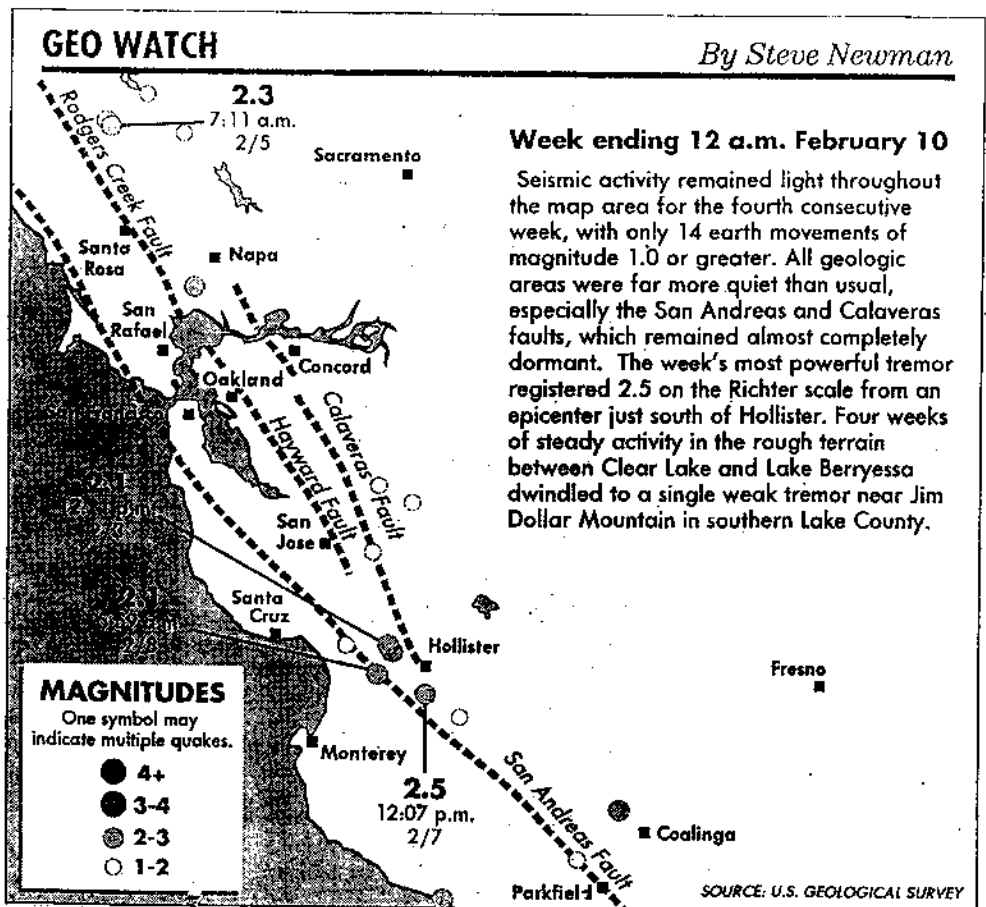 GEO WATCH
By Steve Newman
Week ending 12 a.m. February 10
Seismic activity remained light throughout
the map area for the fourth consecutive
week, with only 14 earth movements of
magnitude 1.0 or greater. All geologic
areas were far more quiet than usual,
especially the San Andreas and Calaveras
faults, which remained almost completely
dormant. The week's most powerful tremor
registered 2.5 on the Richter scale from an
epicenter just south of Hollister. Four weeks
of steady activity in the rough terrain
between Clear Lake and Lake Berryessa
dwindled to a single weak tremor near Jim
Dollar Mountain in southern Lake County.
2.3
7:11 a.m.
2/5
Rodgers Creek Fault
Sacramento
Santa
Rosa
Napa
San
Rafael
Concord
Oakland
Calaveras Fault
Hayward Fault
San
Jose
Santa
Cruz
2.1
Hollister
Fresno
Monterey
2.5
12:07 p.m.
2/7
San Andreas Fault
Coalinga
Parkfield
MAGNITUDES
One symbol may
indicate multiple quakes.
4+
3-4
2-3
1-2
SOURCE: U.S. GEOLOGICAL SURVEY